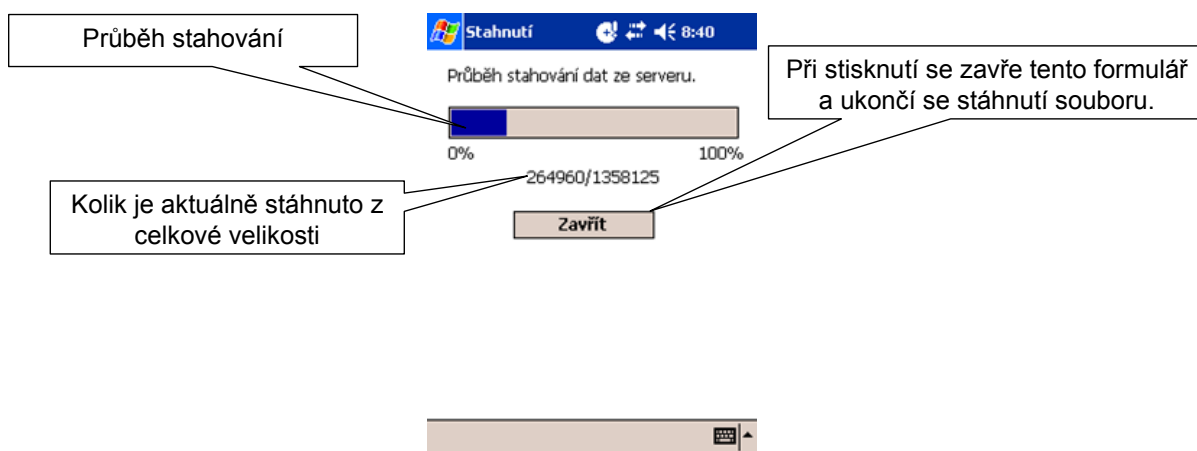 Průběh stahování
Stahnutí 8:40
Průběh stahování dat ze serveru.
Při stisknutí se zavře tento formulář
a ukončí se stáhnutí souboru.
0% 100%
264960/1358125
Kolik je aktuálně stáhnuto z
celkové velikosti
Zavřít